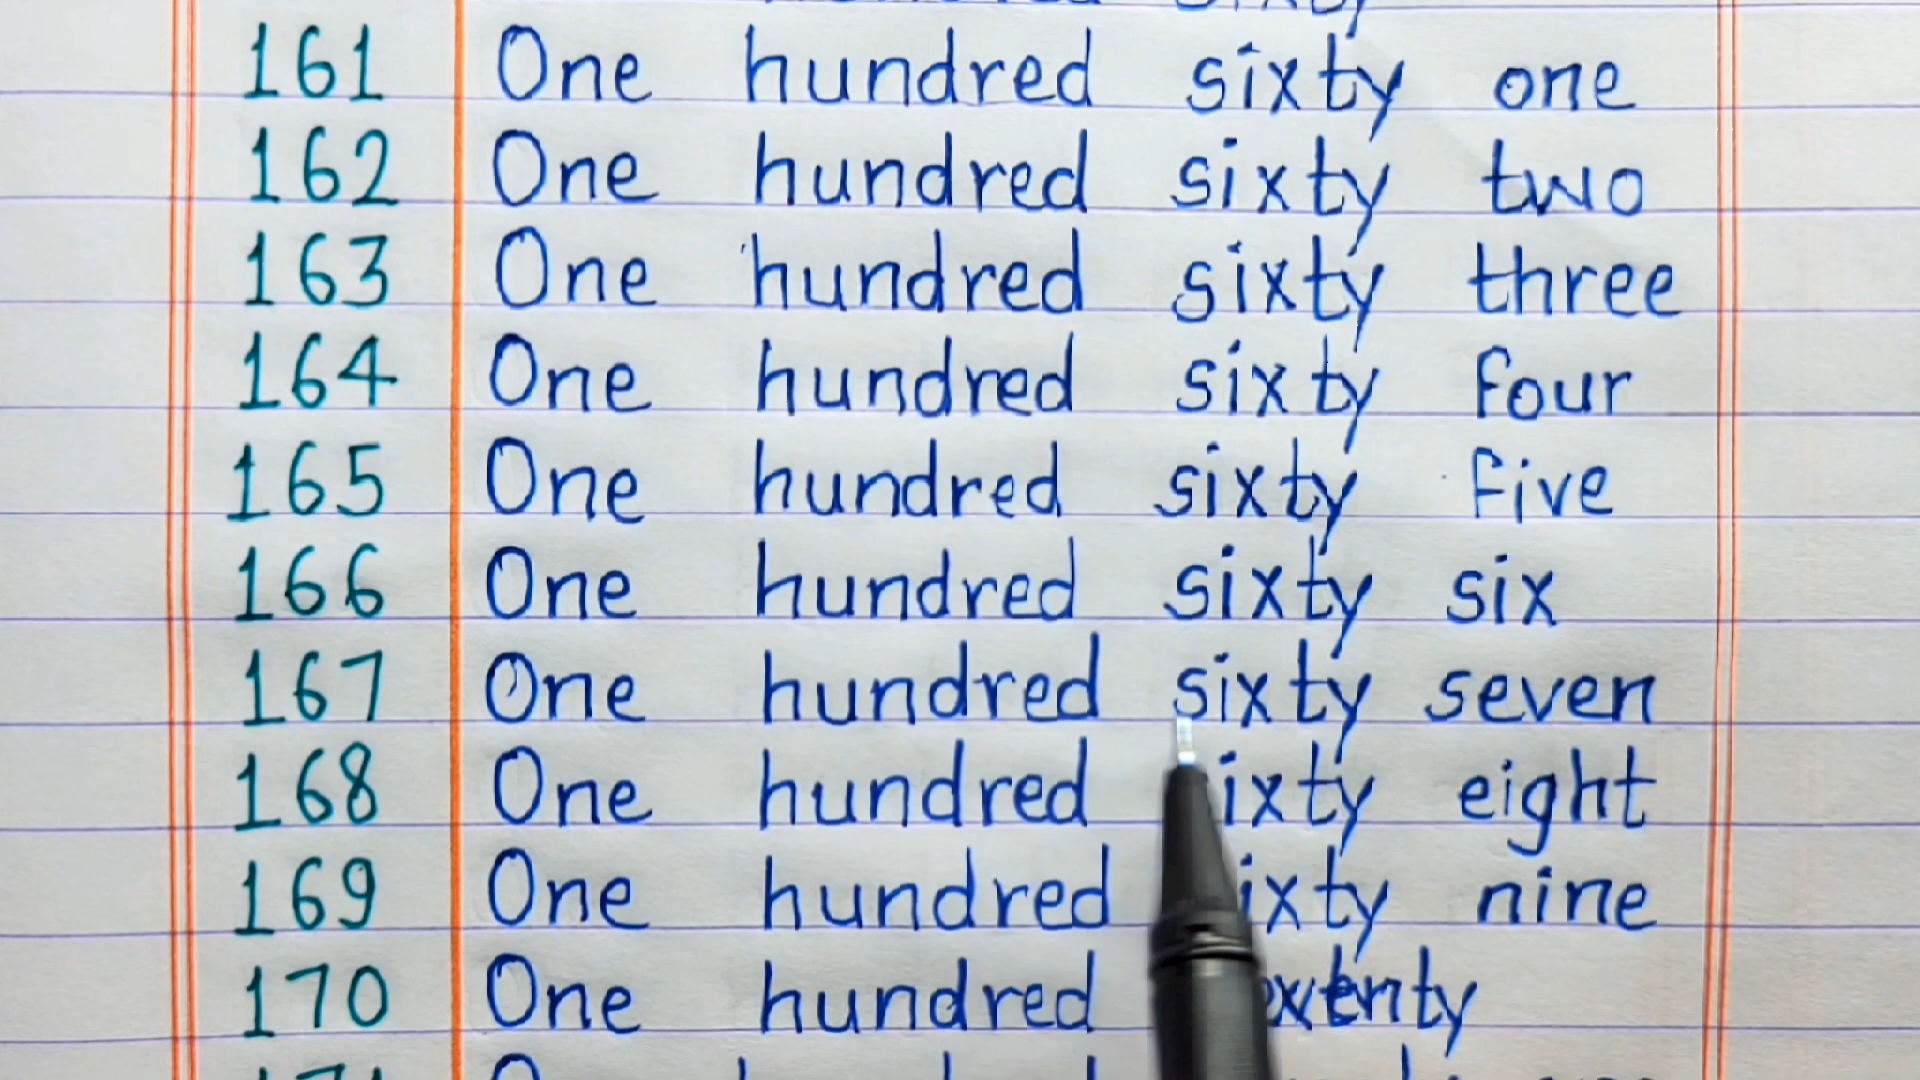 161 One hundred sixty one
162 One hundred sixty two
163 One hundred sixty three
164 One hundred sixty four
165 One hundred sixty five
166 One hundred sixty six
167 One hundred sixty seven
168 One hundred ixty eight
169 One hundred ixty nine
170 One hundred